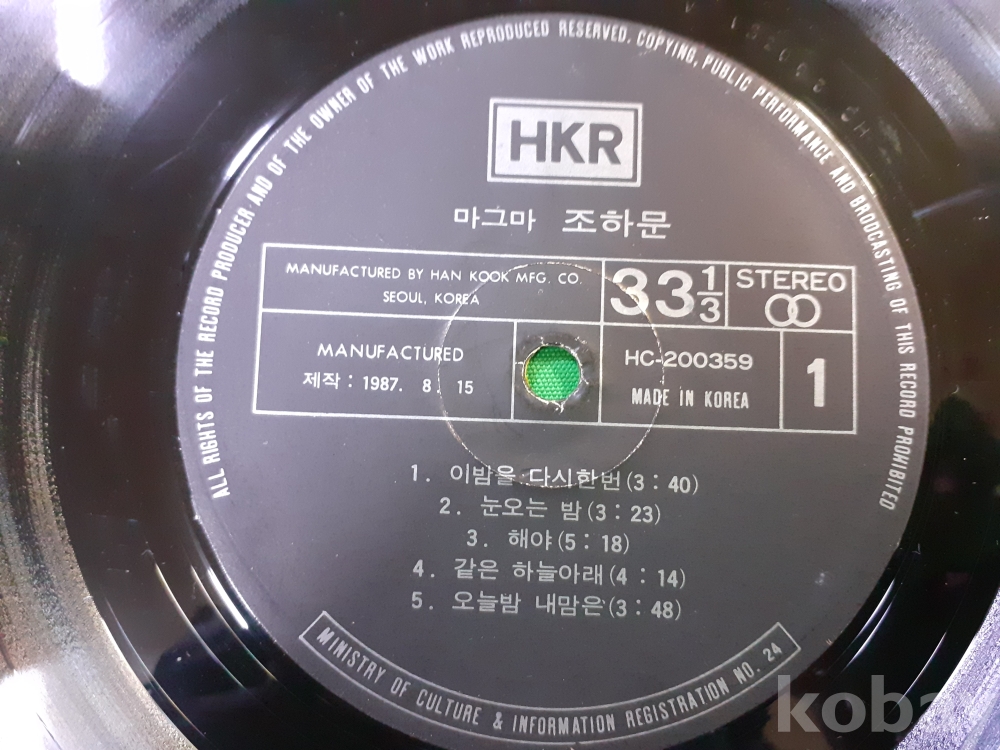 ALL RIGHTS OF THE RECORD PRODUCER AND OF THE OWNER OF THE WORK REPRODUCED RESERVED. COPYING, PUBLIC PERFORMANCE AND BRODCASTING OF THIS RECORD PROHIBITED
HKR
마그마 조하문
MANUFACTURED BY HAN KOOK MFG. CO.
SEOUL, KOREA
33 1/3
STEREO
MANUFACTURED
제작 : 1987. 8. 15
HC-200359
MADE IN KOREA
1
1. 이밤을 다시한번(3 : 40)
2. 눈오는 밤(3 : 23)
3. 해야(5 : 18)
4. 같은 하늘아래(4 : 14)
5. 오늘밤 내맘은(3 : 48)
MINISTRY OF CULTURE & INFORMATION REGISTRATION NO. 24